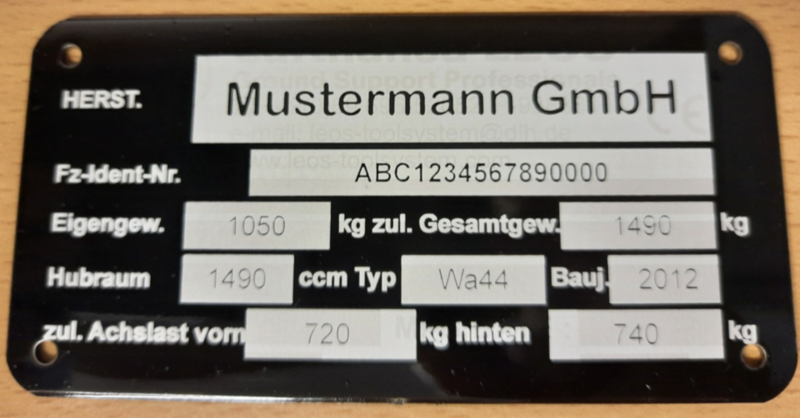 HERST. Mustermann GmbH
Fz-Ident-Nr. ABC1234567890000
Eigengew. 1050 kg zul. Gesamtgew. 1490 kg
Hubraum 1490 ccm Typ Wa44 Bauj. 2012
zul. Achslast vorn 720 kg hinten 740 kg